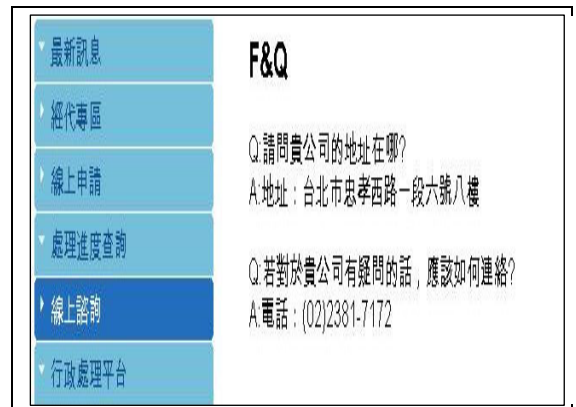 最新訊息
經代專區
線上申請
處理進度查詢
線上諮詢
行政處理平台
F&Q
Q:請問貴公司的地址在哪?
A:地址：台北市忠孝西路一段六號八樓
Q:若對於貴公司有疑問的話，應該如何連絡?
A:電話：(02)2381-7172